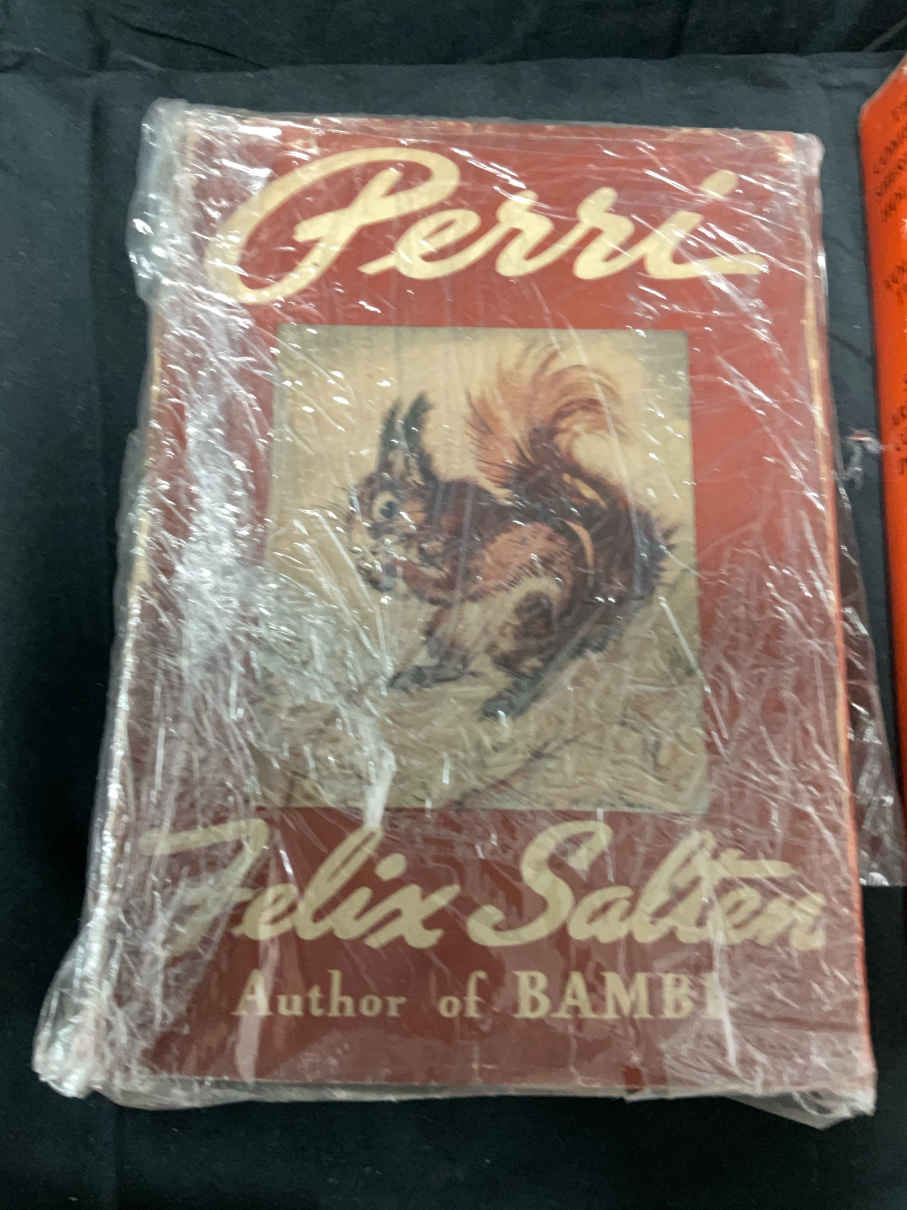 Perri
Felix Salten
Author of BAMBI